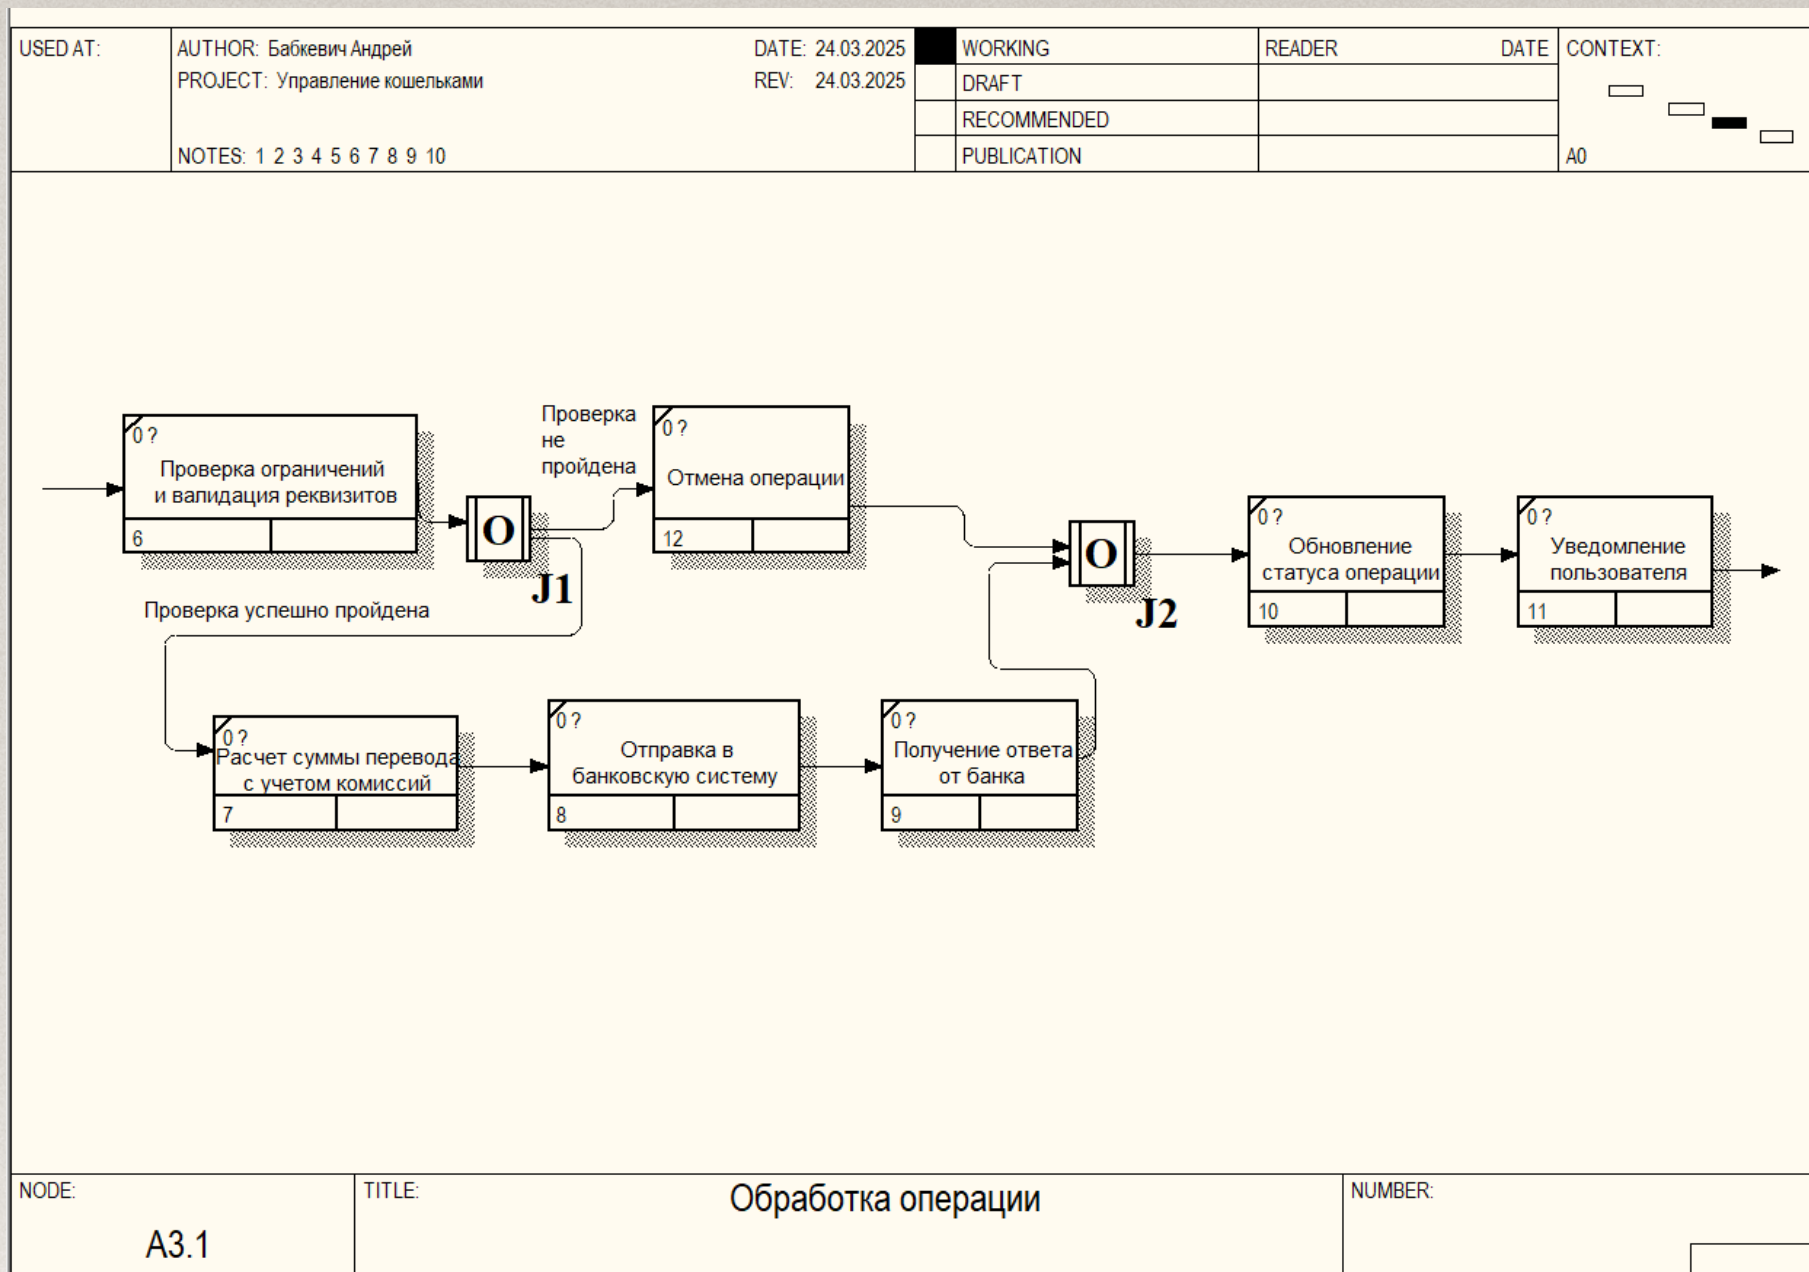 USED AT:
AUTHOR: Бабкевич Андрей
DATE: 24.03.2025
PROJECT: Управление кошельками
REV: 24.03.2025
NOTES: 1 2 3 4 5 6 7 8 9 10
WORKING
DRAFT
RECOMMENDED
PUBLICATION
READER DATE
CONTEXT:
A0
0 ?
Проверка ограничений
и валидация реквизитов
6
O
J1
Проверка
не
пройдена
0 ?
Отмена операции
12
O
J2
0 ?
Обновление
статуса операции
10
0 ?
Уведомление
пользователя
11
Проверка успешно пройдена
0 ?
Расчет суммы перевода
с учетом комиссий
7
0 ?
Отправка в
банковскую систему
8
0 ?
Получение ответа
от банка
9
NODE:
A3.1
TITLE:
Обработка операции
NUMBER: